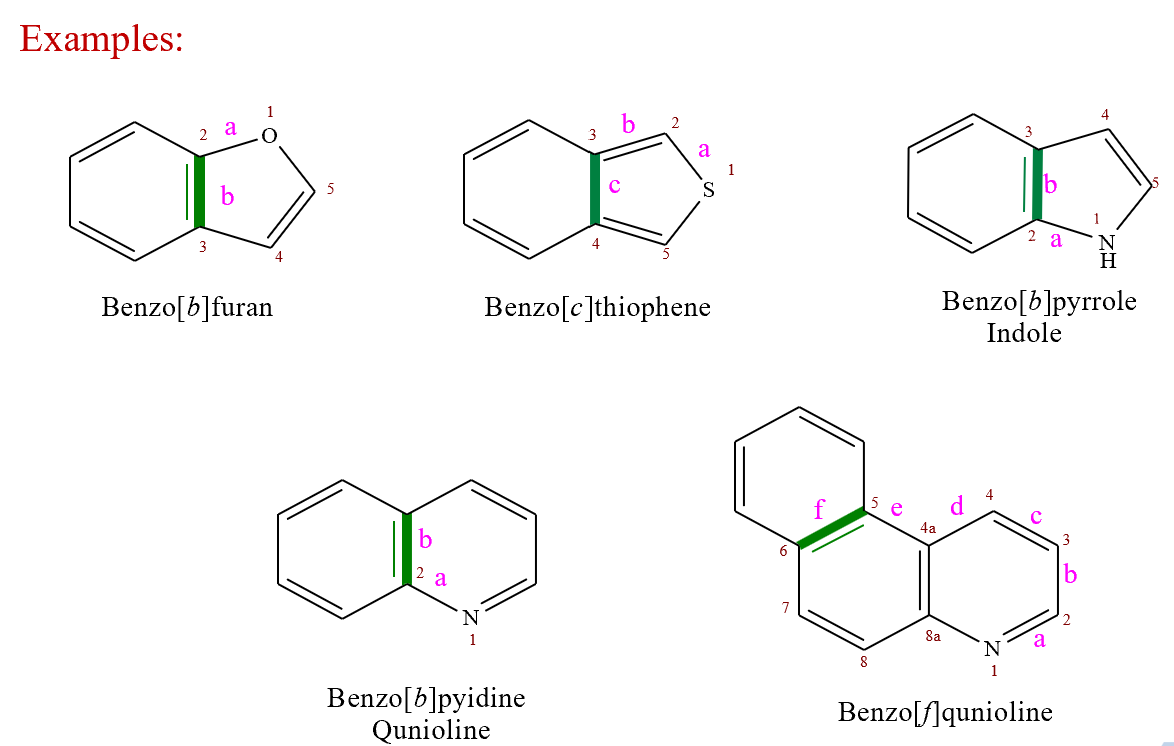 Examples:
1
2 a O
b 5
3 4
Benzo[b]furan
3 b 2
a 1
c S
4 5
Benzo[c]thiophene
4
3
b 5
1
2 a N
H
Benzo[b]pyrrole
Indole
b
2 a
N
1
Benzo[b]pyidine
Qunioline
f 5 e d 4 c
4a 3
6 b
7 2
8a a
8 N
1
Benzo[f]qunioline